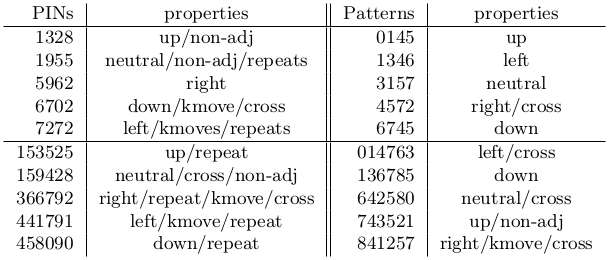 PINs properties Patterns properties
1328 up/non-adj 0145 up
1955 neutral/non-adj/repeats 1346 left
5962 right 3157 neutral
6702 down/kmove/cross 4572 right/cross
7272 left/kmoves/repeats 6745 down
153525 up/repeat 014763 left/cross
159428 neutral/cross/non-adj 136785 down
366792 right/repeat/kmove/cross 642580 neutral/cross
441791 left/kmove/repeat 743521 up/non-adj
458090 down/repeat 841257 right/kmove/cross